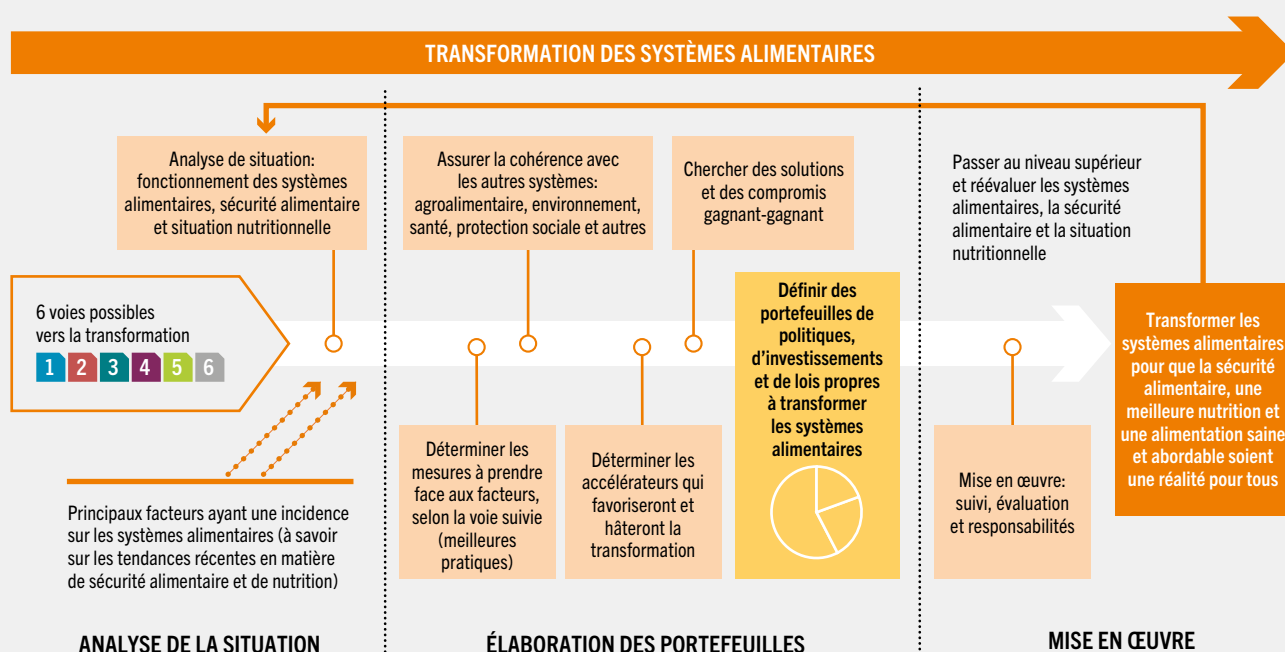 TRANSFORMATION DES SYSTÈMES ALIMENTAIRES
Analyse de situation:
fonctionnement des systèmes
alimentaires, sécurité alimentaire
et situation nutritionnelle
Assurer la cohérence avec
les autres systèmes:
agroalimentaire, environnement,
santé, protection sociale et autres
Chercher des solutions
et des compromis
gagnant-gagnant
Passer au niveau supérieur
et réévaluer les systèmes
alimentaires, la sécurité
alimentaire et la situation
nutritionnelle
6 voies possibles
vers la transformation
1 2 3 4 5 6
Définir des
portefeuilles de
politiques,
d'investissements
et de lois propres
à transformer
les systèmes
alimentaires
Transformer les
systèmes alimentaires
pour que la sécurité
alimentaire, une
meilleure nutrition et
une alimentation saine
et abordable soient
une réalité pour tous
Principaux facteurs ayant une incidence
sur les systèmes alimentaires (à savoir
sur les tendances récentes en matière
de sécurité alimentaire et de nutrition)
Déterminer les
mesures à prendre
face aux facteurs,
selon la voie suivie
(meilleures
pratiques)
Déterminer les
accélérateurs qui
favoriseront et
hâteront la
transformation
Mise en œuvre:
suivi, évaluation
et responsabilités
ANALYSE DE LA SITUATION
ÉLABORATION DES PORTEFEUILLES
MISE EN ŒUVRE